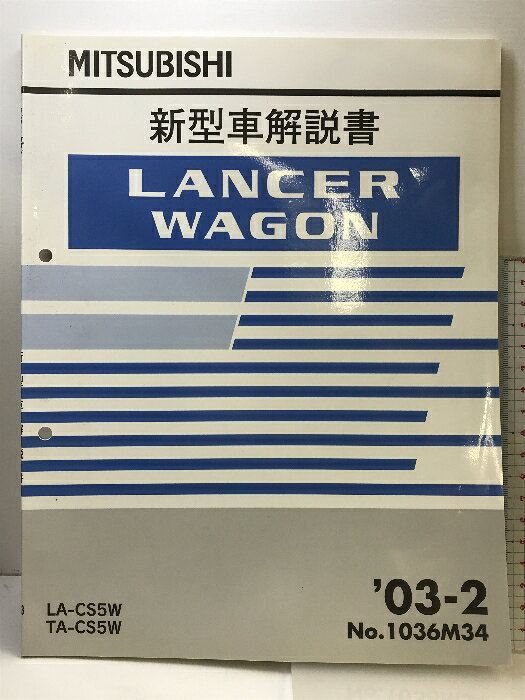 MITSUBISHI
新型車解説書
LANCER
WAGON
'03-2
LA-CS5W
TA-CS5W
No.1036M34